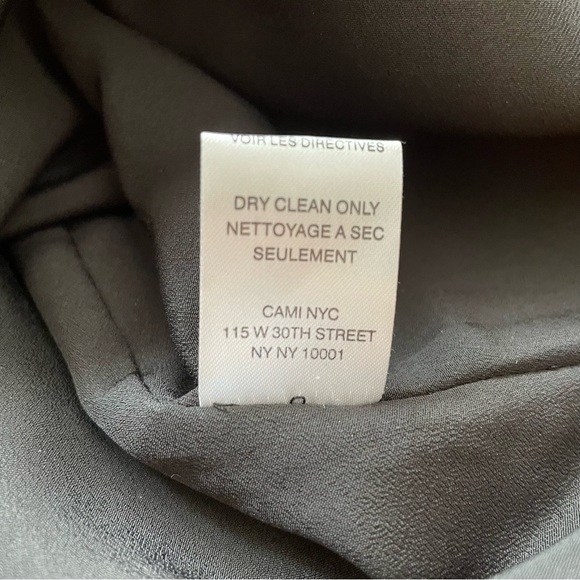 VOIR LES DIRECTIVES
DRY CLEAN ONLY
NETTOYAGE A SEC
SEULEMENT
CAMI NYC
115 W 30TH STREET
NY NY 10001